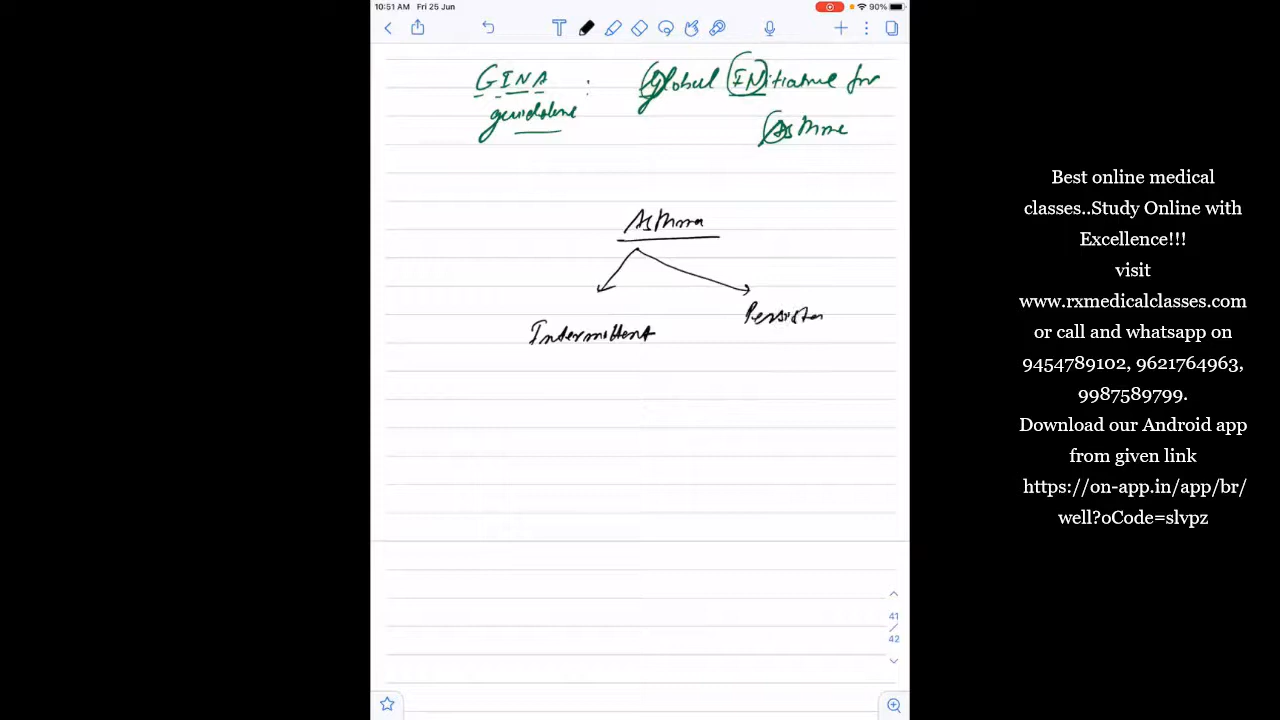 10:51 AM Fri 25 Jun
90%
GINA : Global INitiative for
guideline
Asthma
Asthma
Intermittent
Persisten
41
42
Best online medical
classes..Study Online with
Excellence!!!
visit
www.rxmedicalclasses.com
or call and whatsapp on
9454789102, 9621764963,
9987589799.
Download our Android app
from given link
https://on-app.in/app/br/
well?oCode=slvpz